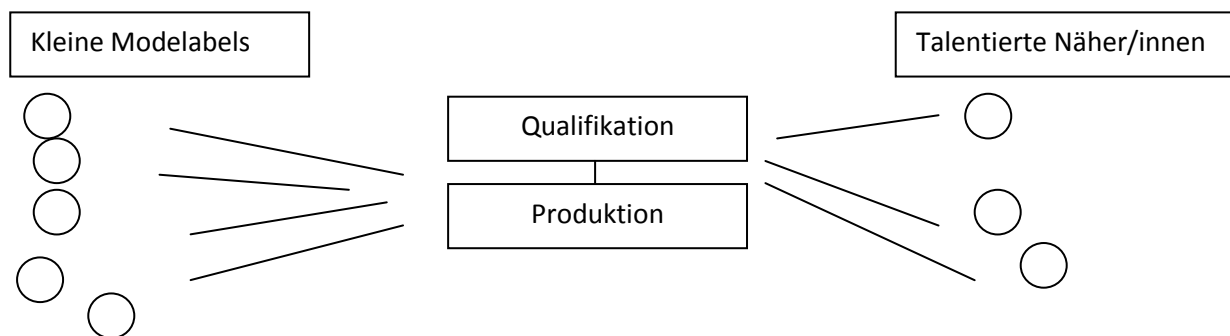 Kleine Modelabels
Talentierte Näher/innen
Qualifikation
Produktion